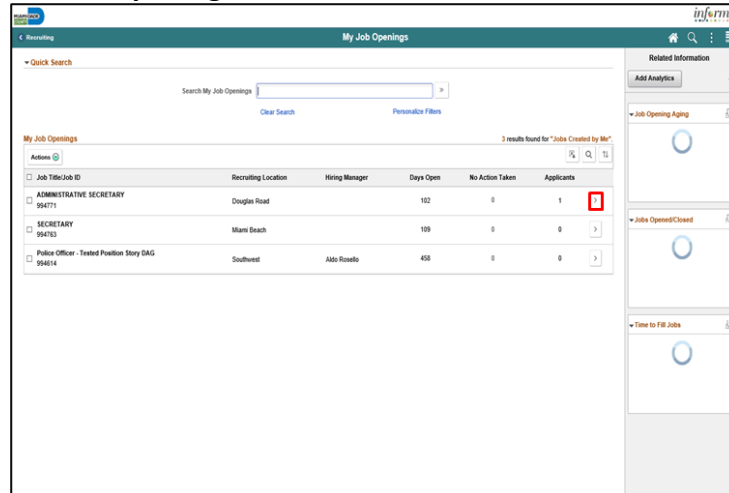 MIAMI-DADE
COUNTY
inform
Recruiting
My Job Openings
Quick Search
Search My Job Openings
Clear Search
Personalize Filters
My Job Openings
3 results found for "Jobs Created by Me".
Actions
Job Title/Job ID Recruiting Location Hiring Manager Days Open No Action Taken Applicants
ADMINISTRATIVE SECRETARY
994771
Douglas Road 102 0 1
SECRETARY
994763
Miami Beach 109 0 0
Police Officer - Tested Position Story DAG
994614
Southwest Aldo Rosello 458 0 0
Related Information
Add Analytics
Job Opening Aging
Jobs Opened/Closed
Time to Fill Jobs